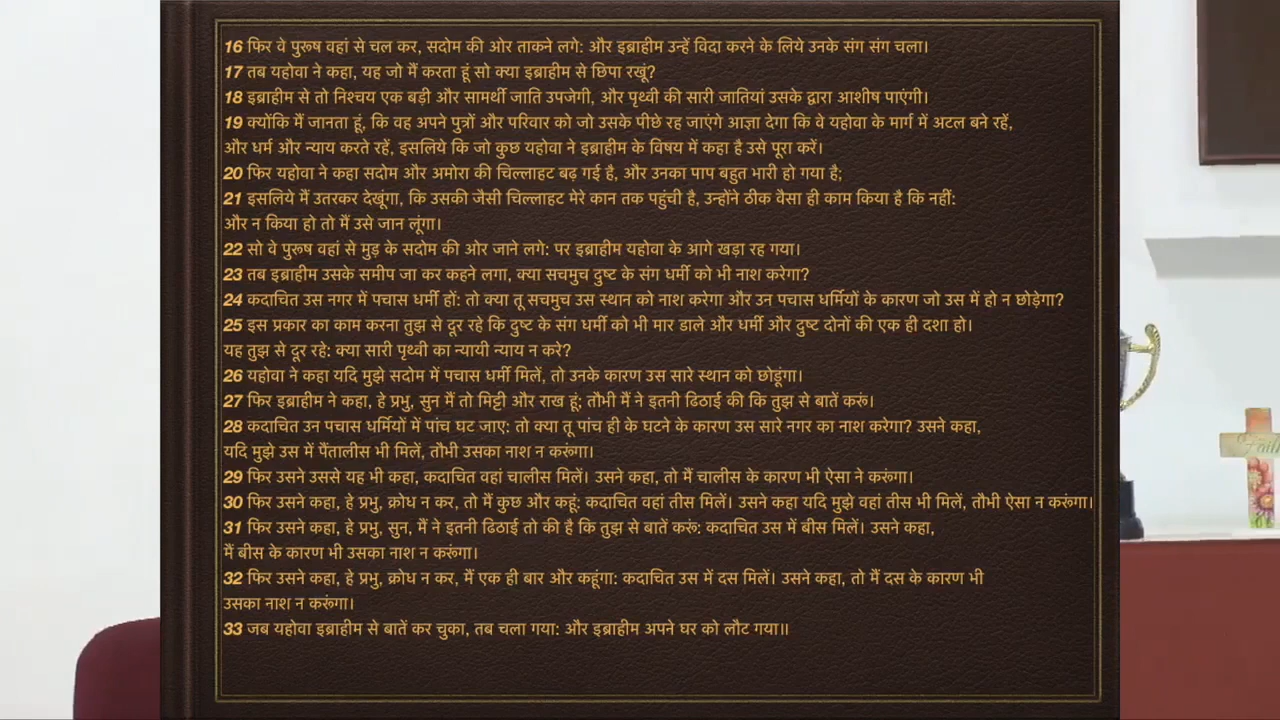 16 फिर वे पुरूष वहां से चल कर, सदोम की ओर ताकने लगे: और इब्राहीम उन्हें विदा करने के लिये उनके संग संग चला।
17 तब यहोवा ने कहा, यह जो मैं करता हूं सो क्या इब्राहीम से छिपा रखूं?
18 इब्राहीम से तो निश्चय एक बड़ी और सामर्थी जाति उपजेगी, और पृथ्वी की सारी जातियां उसके द्वारा आशीष पाएंगी।
19 क्योंकि मैं जानता हूं, कि वह अपने पुत्रों और परिवार को जो उसके पीछे रह जाएंगे आज्ञा देगा कि वे यहोवा के मार्ग में अटल बने रहें,
और धर्म और न्याय करते रहें, इसलिये कि जो कुछ यहोवा ने इब्राहीम के विषय में कहा है उसे पूरा करें।
20 फिर यहोवा ने कहा सदोम और अमोरा की चिल्लाहट बढ़ गई है, और उनका पाप बहुत भारी हो गया है;
21 इसलिये मैं उतरकर देखूंगा, कि उसकी जैसी चिल्लाहट मेरे कान तक पहुंची है, उन्होंने ठीक वैसा ही काम किया है कि नहीं:
और न किया हो तो मैं उसे जान लूंगा।
22 सो वे पुरूष वहां से मुड़ के सदोम की ओर जाने लगे: पर इब्राहीम यहोवा के आगे खड़ा रह गया।
23 तब इब्राहीम उसके समीप जा कर कहने लगा, क्या सचमुच दुष्ट के संग धर्मी को भी नाश करेगा?
24 कदाचित उस नगर में पचास धर्मी हों: तो क्या तू सचमुच उस स्थान को नाश करेगा और उन पचास धर्मियों के कारण जो उस में हो न छोड़ेगा?
25 इस प्रकार का काम करना तुझ से दूर रहे कि दुष्ट के संग धर्मी को भी मार डाले और धर्मी और दुष्ट दोनों की एक ही दशा हो।
यह तुझ से दूर रहे: क्या सारी पृथ्वी का न्यायी न्याय न करे?
26 यहोवा ने कहा यदि मुझे सदोम में पचास धर्मी मिलें, तो उनके कारण उस सारे स्थान को छोडूंगा।
27 फिर इब्राहीम ने कहा, हे प्रभु, सुन मैं तो मिट्टी और राख हूं; तौभी मैं ने इतनी ढिठाई की कि तुझ से बातें करूं।
28 कदाचित उन पचास धर्मियों में पांच घट जाए: तो क्या तू पांच ही के घटने के कारण उस सारे नगर का नाश करेगा? उसने कहा,
यदि मुझे उस में पैंतालीस भी मिलें, तौभी उसका नाश न करूंगा।
29 फिर उसने उससे यह भी कहा, कदाचित वहां चालीस मिलें। उसने कहा, तो मैं चालीस के कारण भी ऐसा ने करूंगा।
30 फिर उसने कहा, हे प्रभु, क्रोध न कर, तो मैं कुछ और कहूं: कदाचित वहां तीस मिलें। उसने कहा यदि मुझे वहां तीस भी मिलें, तौभी ऐसा न करूंगा।
31 फिर उसने कहा, हे प्रभु, सुन, मैं ने इतनी ढिठाई तो की है कि तुझ से बातें करूं: कदाचित उस में बीस मिलें। उसने कहा,
मैं बीस के कारण भी उसका नाश न करूंगा।
32 फिर उसने कहा, हे प्रभु, क्रोध न कर, मैं एक ही बार और कहूंगा: कदाचित उस में दस मिलें। उसने कहा, तो मैं दस के कारण भी
उसका नाश न करूंगा।
33 जब यहोवा इब्राहीम से बातें कर चुका, तब चला गया: और इब्राहीम अपने घर को लौट गया॥
Faith